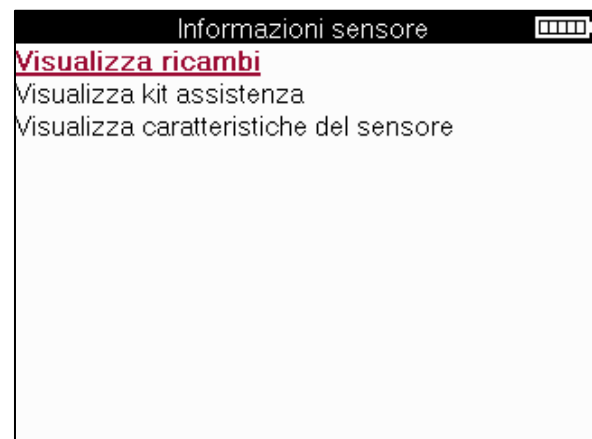 Informazioni sensore
Visualizza ricambi
Visualizza kit assistenza
Visualizza caratteristiche del sensore